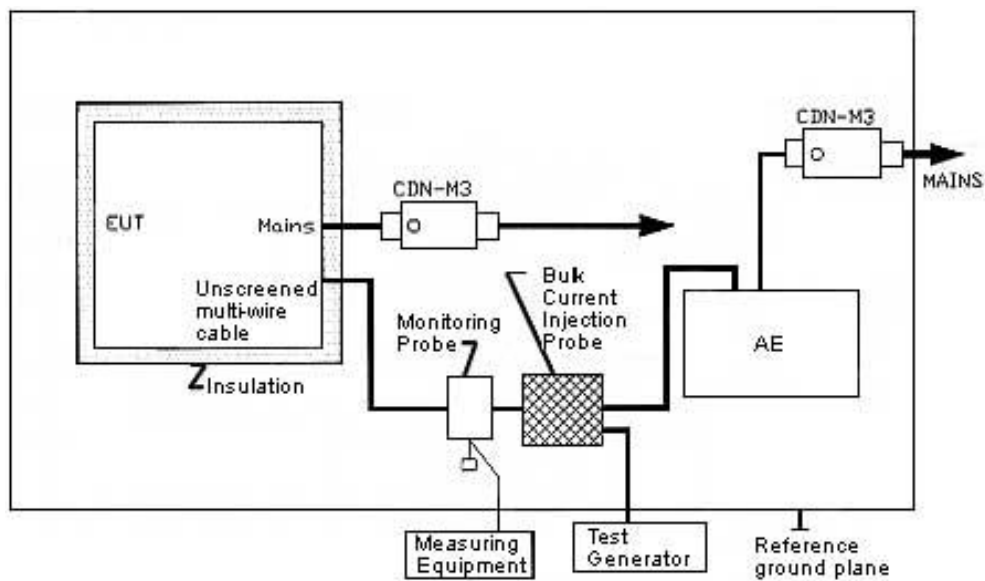 CDN-M3
MAINS
CDN-M3
EUT
Mains
Unscreened
multi-wire
cable
Insulation
Monitoring
Probe
Bulk
Current
Injection
Probe
AE
Measuring
Equipment
Test
Generator
Reference
ground plane